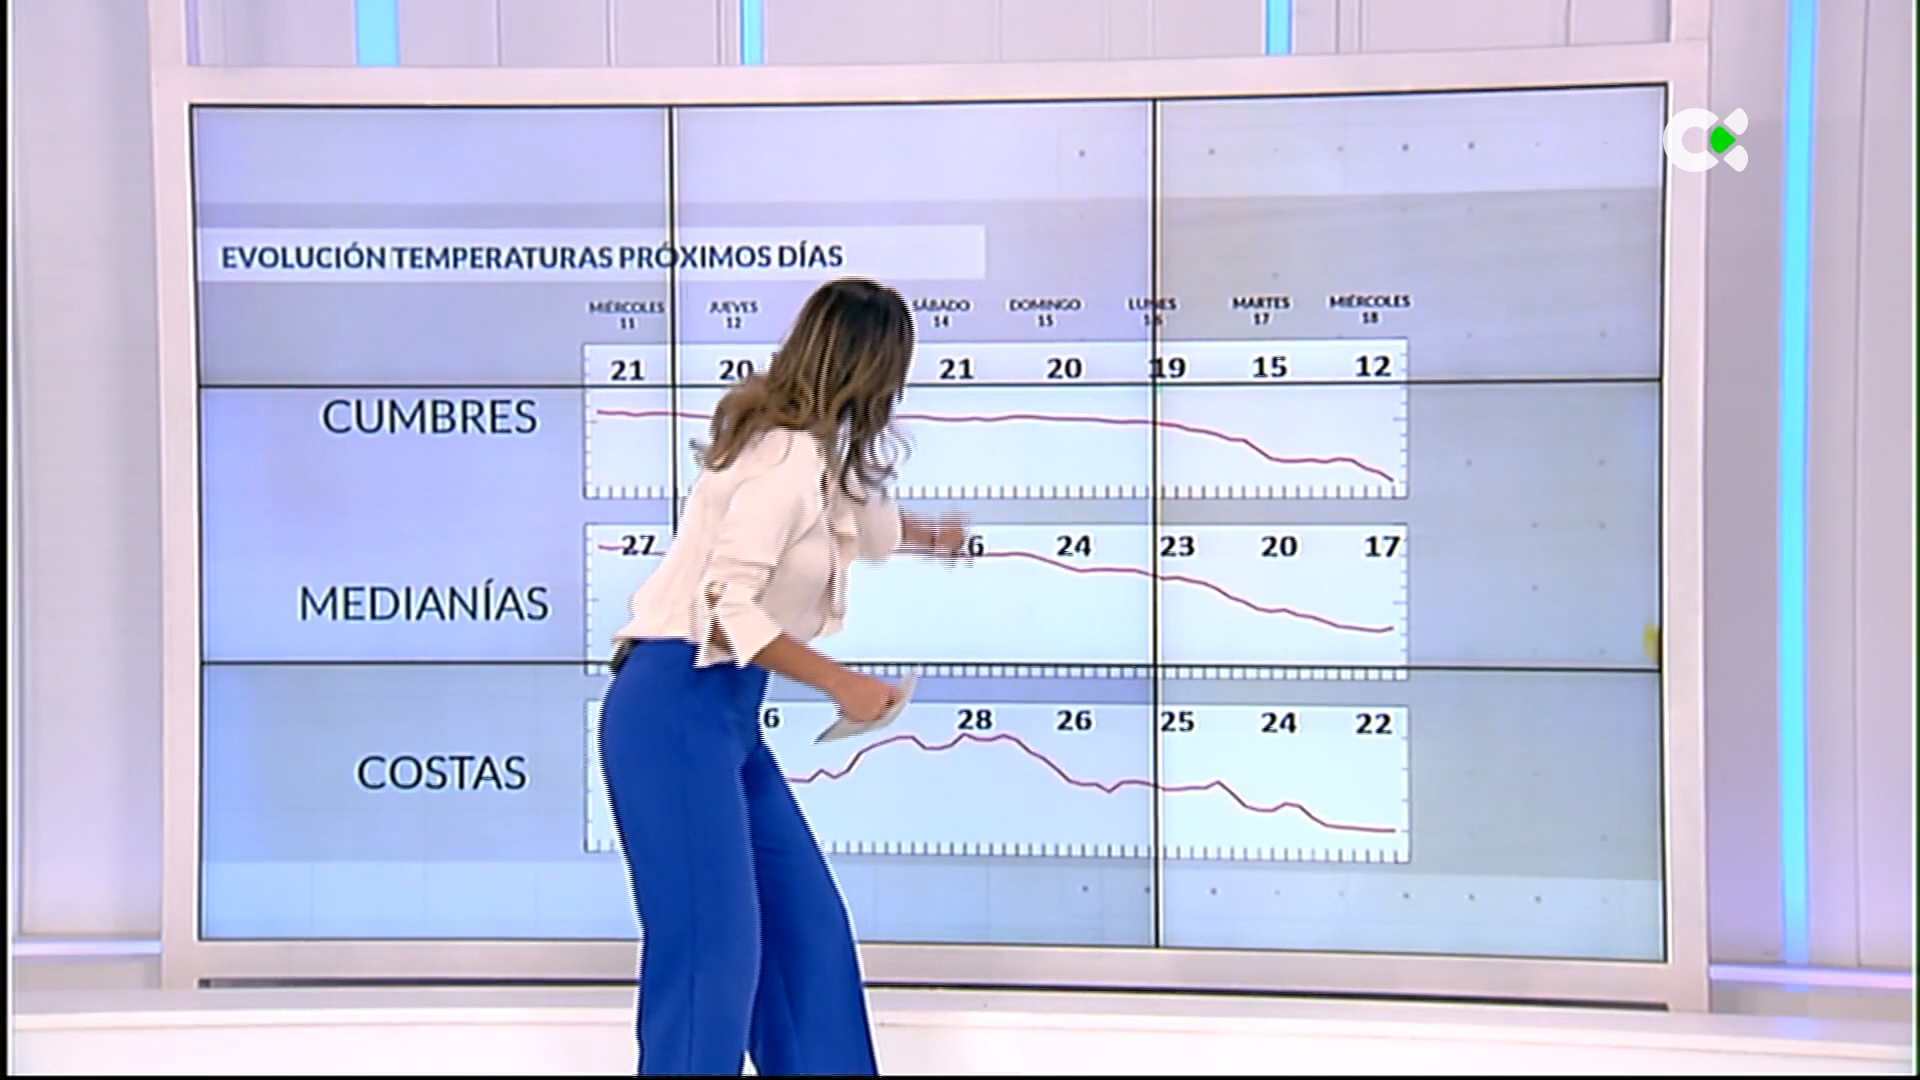 EVOLUCIÓN TEMPERATURAS PRÓXIMOS DÍAS
MIÉRCOLES JUEVES SÁBADO DOMINGO LUNES MARTES MIÉRCOLES
11 12 14 15 16 17 18
21 20 21 20 19 15 12
CUMBRES
27 24 23 20 17
MEDIANÍAS
28 26 25 24 22
COSTAS